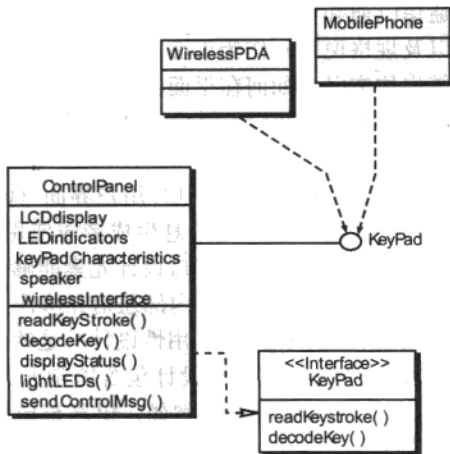 MobilePhone
WirelessPDA
ControlPanel
LCDdisplay
LEDindicators
keyPadCharacteristics
speaker
wirelessInterface
readKeyStroke( )
decodeKey( )
displayStatus( )
lightLEDs( )
sendControlMsg( )
KeyPad
<<Interface>>
KeyPad
readKeystroke( )
decodeKey( )